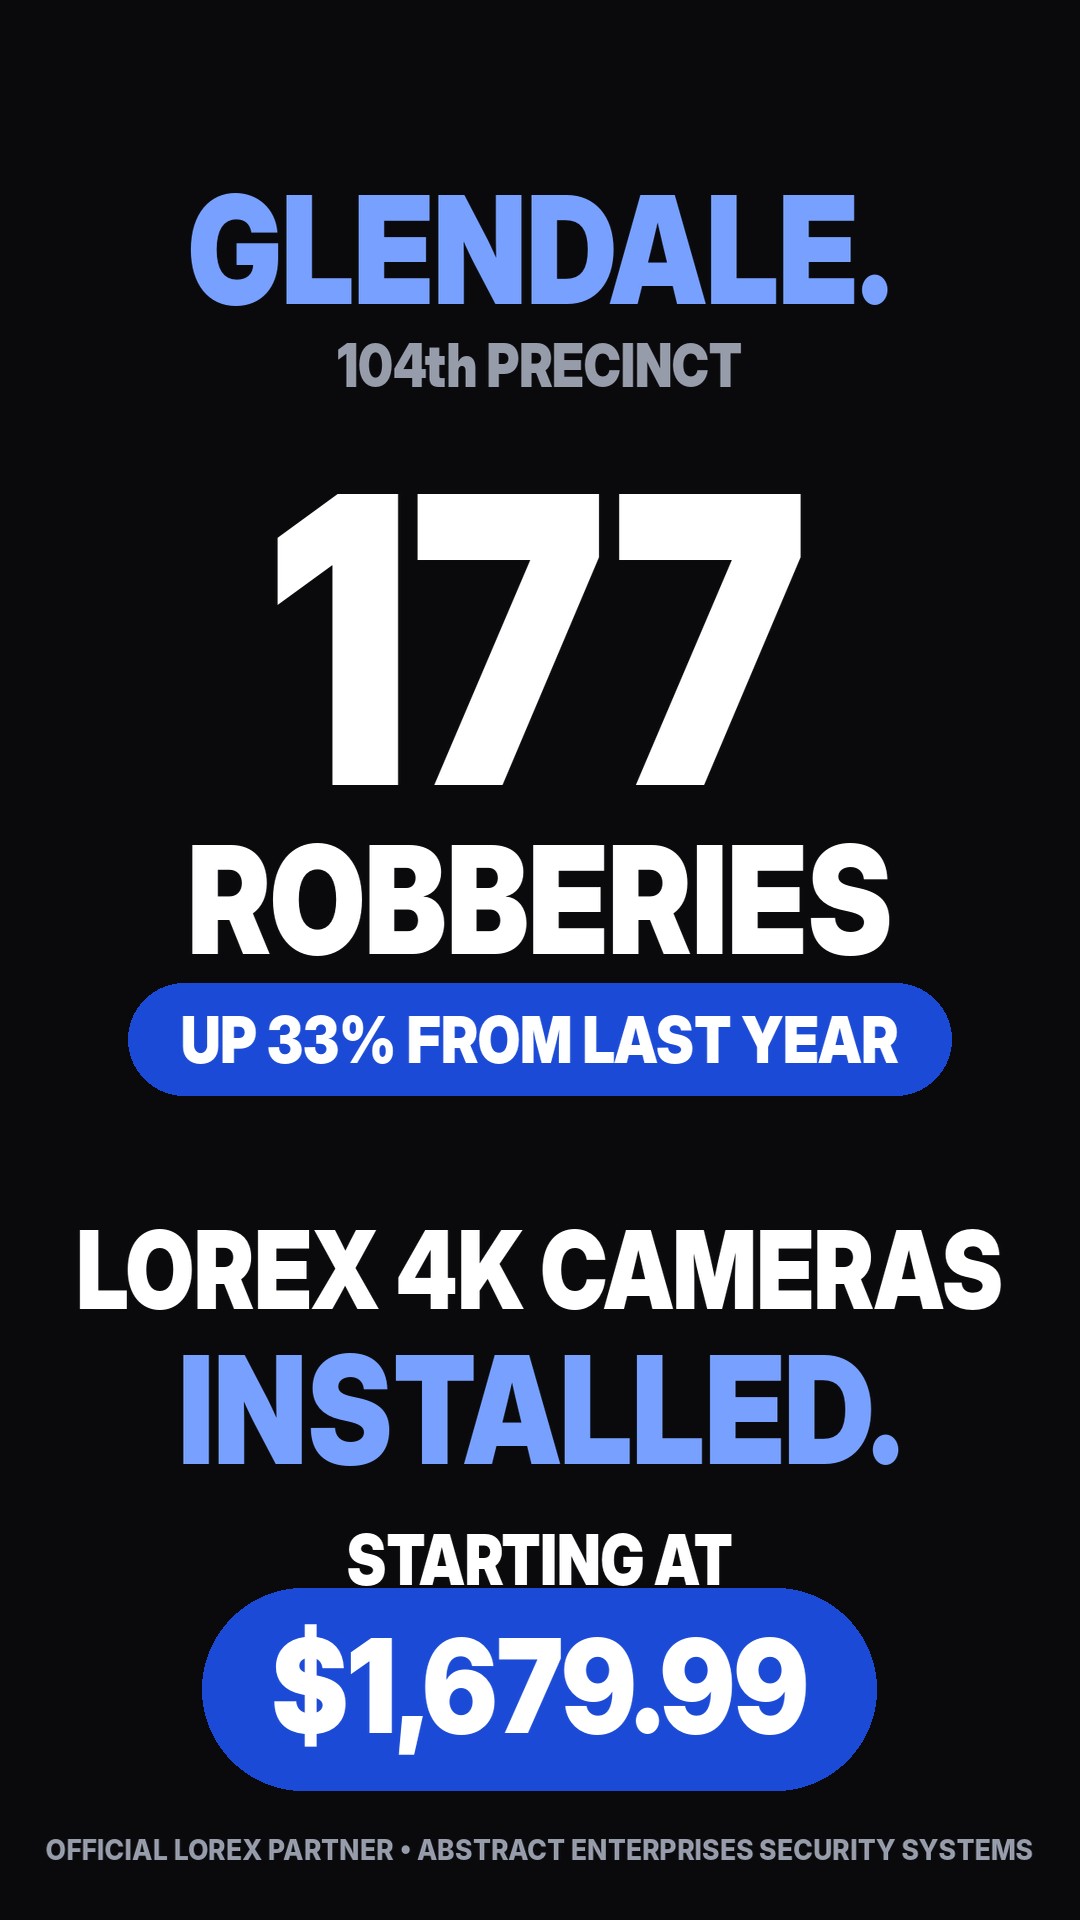 GLENDALE.
104th PRECINCT
177
ROBBERIES
UP 33% FROM LAST YEAR
LOREX 4K CAMERAS
INSTALLED.
STARTING AT
$1,679.99
OFFICIAL LOREX PARTNER • ABSTRACT ENTERPRISES SECURITY SYSTEMS